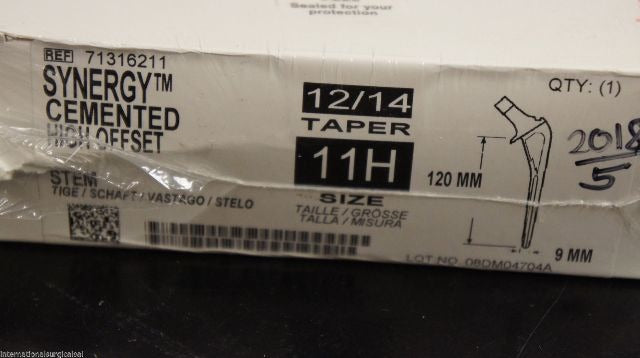 Sealed for your
protection
REF 71316211
SYNERGY™
CEMENTED
HIGH OFFSET
STEM
TIGE / SCHAFT / VASTAGO / STELO
12/14
TAPER
11H
SIZE
TAILLE / GRÖSSE
TALLA / MISURA
QTY: (1)
120 MM
9 MM
2018/5
LOT NO. 08DM04704A
internationalsurgicalsol